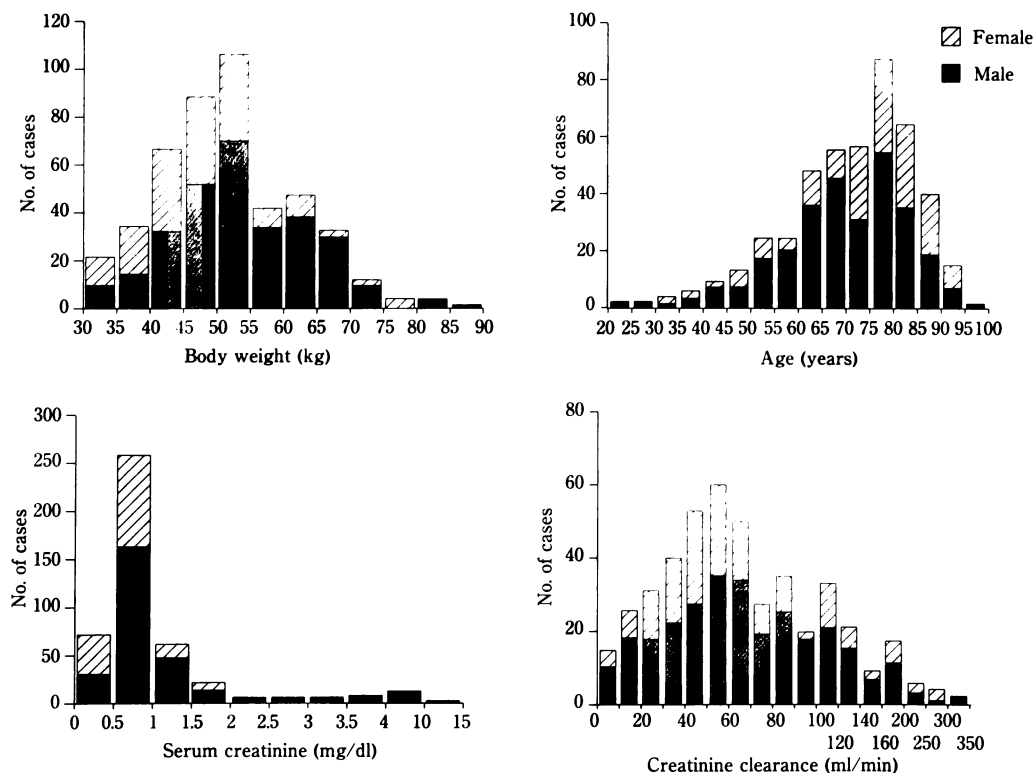 120
100
80
60
40
20
0
No. of cases
30 35 40 45 50 55 60 65 70 75 80 85 90
Body weight (kg)
100
80
60
40
20
0
No. of cases
20 25 30 35 40 45 50 55 60 65 70 75 80 85 90 95 100
Age (years)
Female
Male
300
250
200
150
100
50
0
No. of cases
0 0.5 1 1.5 2 2.5 3 3.5 4 10 15
Serum creatinine (mg/dl)
80
60
40
20
0
No. of cases
0 20 40 60 80 100 140 200 300
120 160 250 350
Creatinine clearance (ml/min)